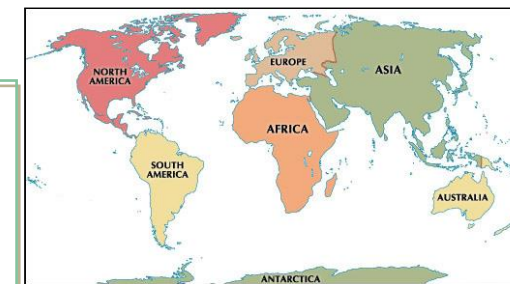 NORTH
AMERICA
EUROPE
ASIA
AFRICA
SOUTH
AMERICA
AUSTRALIA
ANTARCTICA